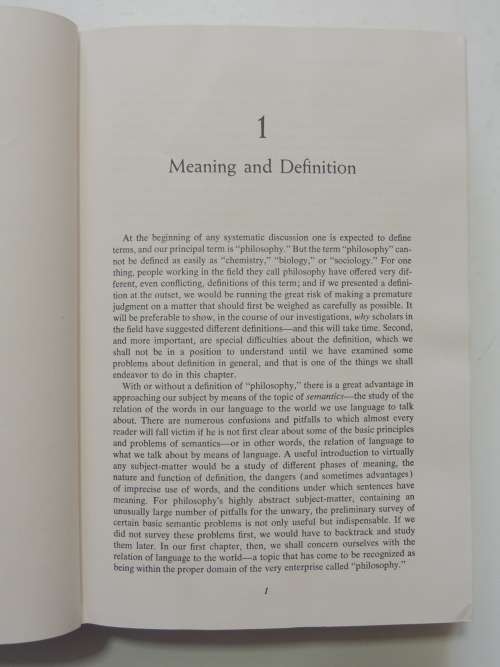 1
Meaning and Definition
At the beginning of any systematic discussion one is expected to define
terms, and our principal term is “philosophy.” But the term “philosophy” can-
not be defined as easily as “chemistry,” “biology,” or “sociology.” For one
thing, people working in the field they call philosophy have offered very dif-
ferent, even conflicting, definitions of this term; and if we presented a defini-
tion at the outset, we would be running the great risk of making a premature
judgment on a matter that should first be weighed as carefully as possible. It
will be preferable to show, in the course of our investigations, why scholars in
the field have suggested different definitions—and this will take time. Second,
and more important, are special difficulties about the definition, which we
shall not be in a position to understand until we have examined some
problems about definition in general, and that is one of the things we shall
endeavor to do in this chapter.
With or without a definition of “philosophy,” there is a great advantage in
approaching our subject by means of the topic of semantics—the study of the
relation of the words in our language to the world we use language to talk
about. There are numerous confusions and pitfalls to which almost every
reader will fall victim if he is not first clear about some of the basic principles
and problems of semantics—or in other words, the relation of language to
what we talk about by means of language. A useful introduction to virtually
any subject-matter would be a study of different phases of meaning, the
nature and function of definition, the dangers (and sometimes advantages)
of imprecise use of words, and the conditions under which sentences have
meaning. For philosophy’s highly abstract subject-matter, containing an
unusually large number of pitfalls for the unwary, the preliminary survey of
certain basic semantic problems is not only useful but indispensable. If we
did not survey these problems first, we would have to backtrack and study
them later. In our first chapter, then, we shall concern ourselves with the
relation of language to the world—a topic that has come to be recognized as
being within the proper domain of the very enterprise called “philosophy.”
1